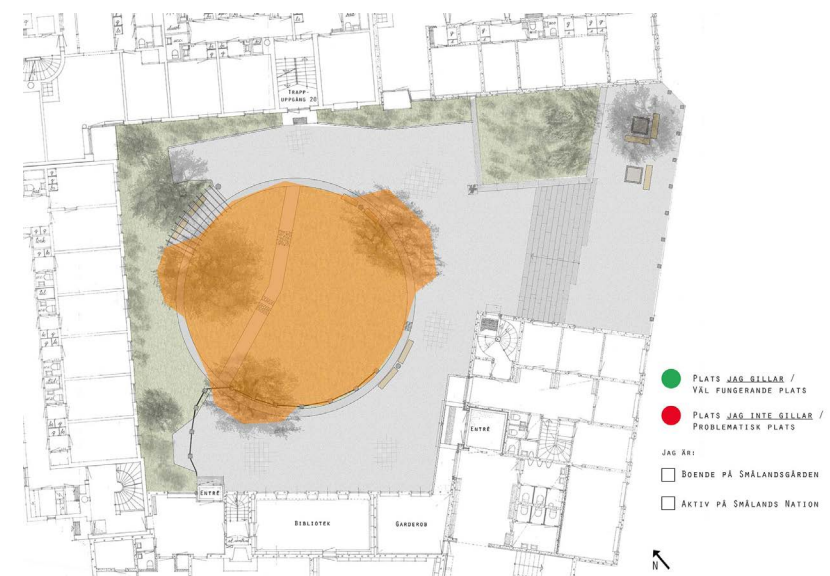 TRAPP-
UPPGÅNG 20
PLATS JAG GILLAR /
VÄL FUNGERANDE PLATS
PLATS JAG INTE GILLAR /
PROBLEMATISK PLATS
JAG ÄR:
BOENDE PÅ SMÅLANDSGÅRDEN
AKTIV PÅ SMÅLANDS NATION
ENTRÉ
ENTRÉ
BIBLIOTEK
GARDEROB
N